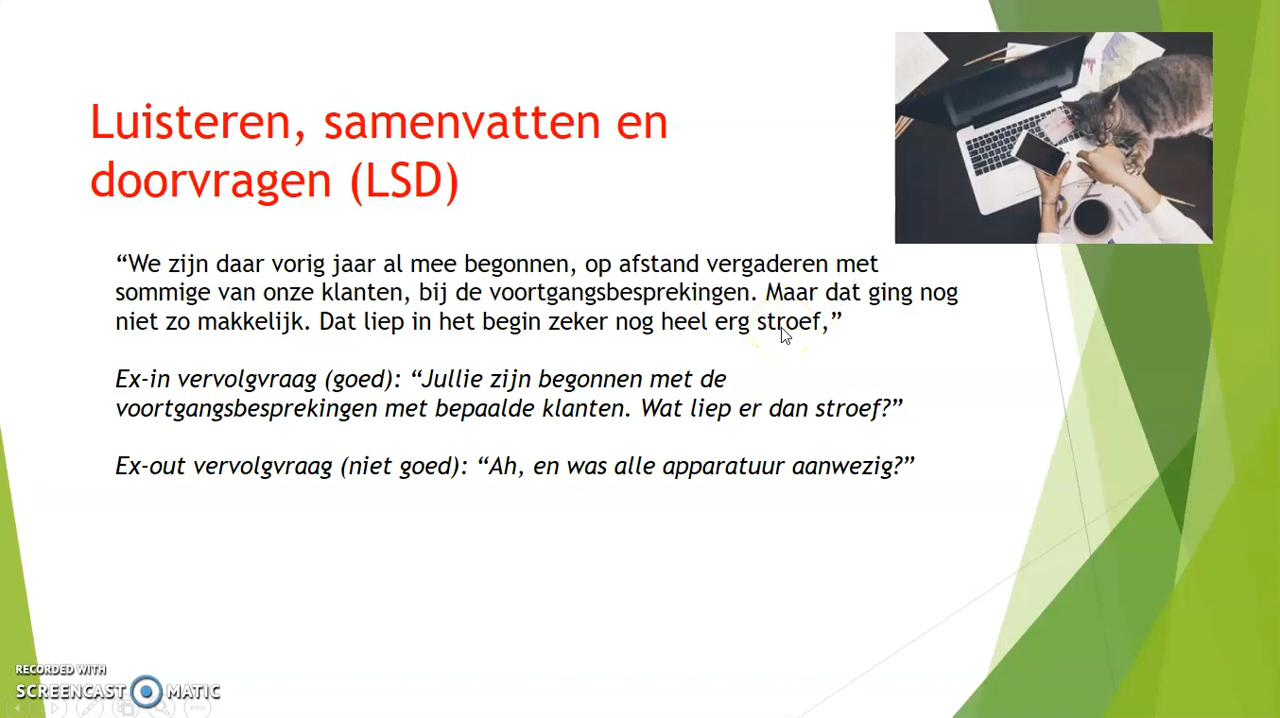 Luisteren, samenvatten en
doorvragen (LSD)
“We zijn daar vorig jaar al mee begonnen, op afstand vergaderen met
sommige van onze klanten, bij de voortgangsbesprekingen. Maar dat ging nog
niet zo makkelijk. Dat liep in het begin zeker nog heel erg stroef,”
Ex-in vervolgvraag (goed): “Jullie zijn begonnen met de
voortgangsbesprekingen met bepaalde klanten. Wat liep er dan stroef?”
Ex-out vervolgvraag (niet goed): “Ah, en was alle apparatuur aanwezig?”
RECORDED WITH
SCREENCAST MATIC